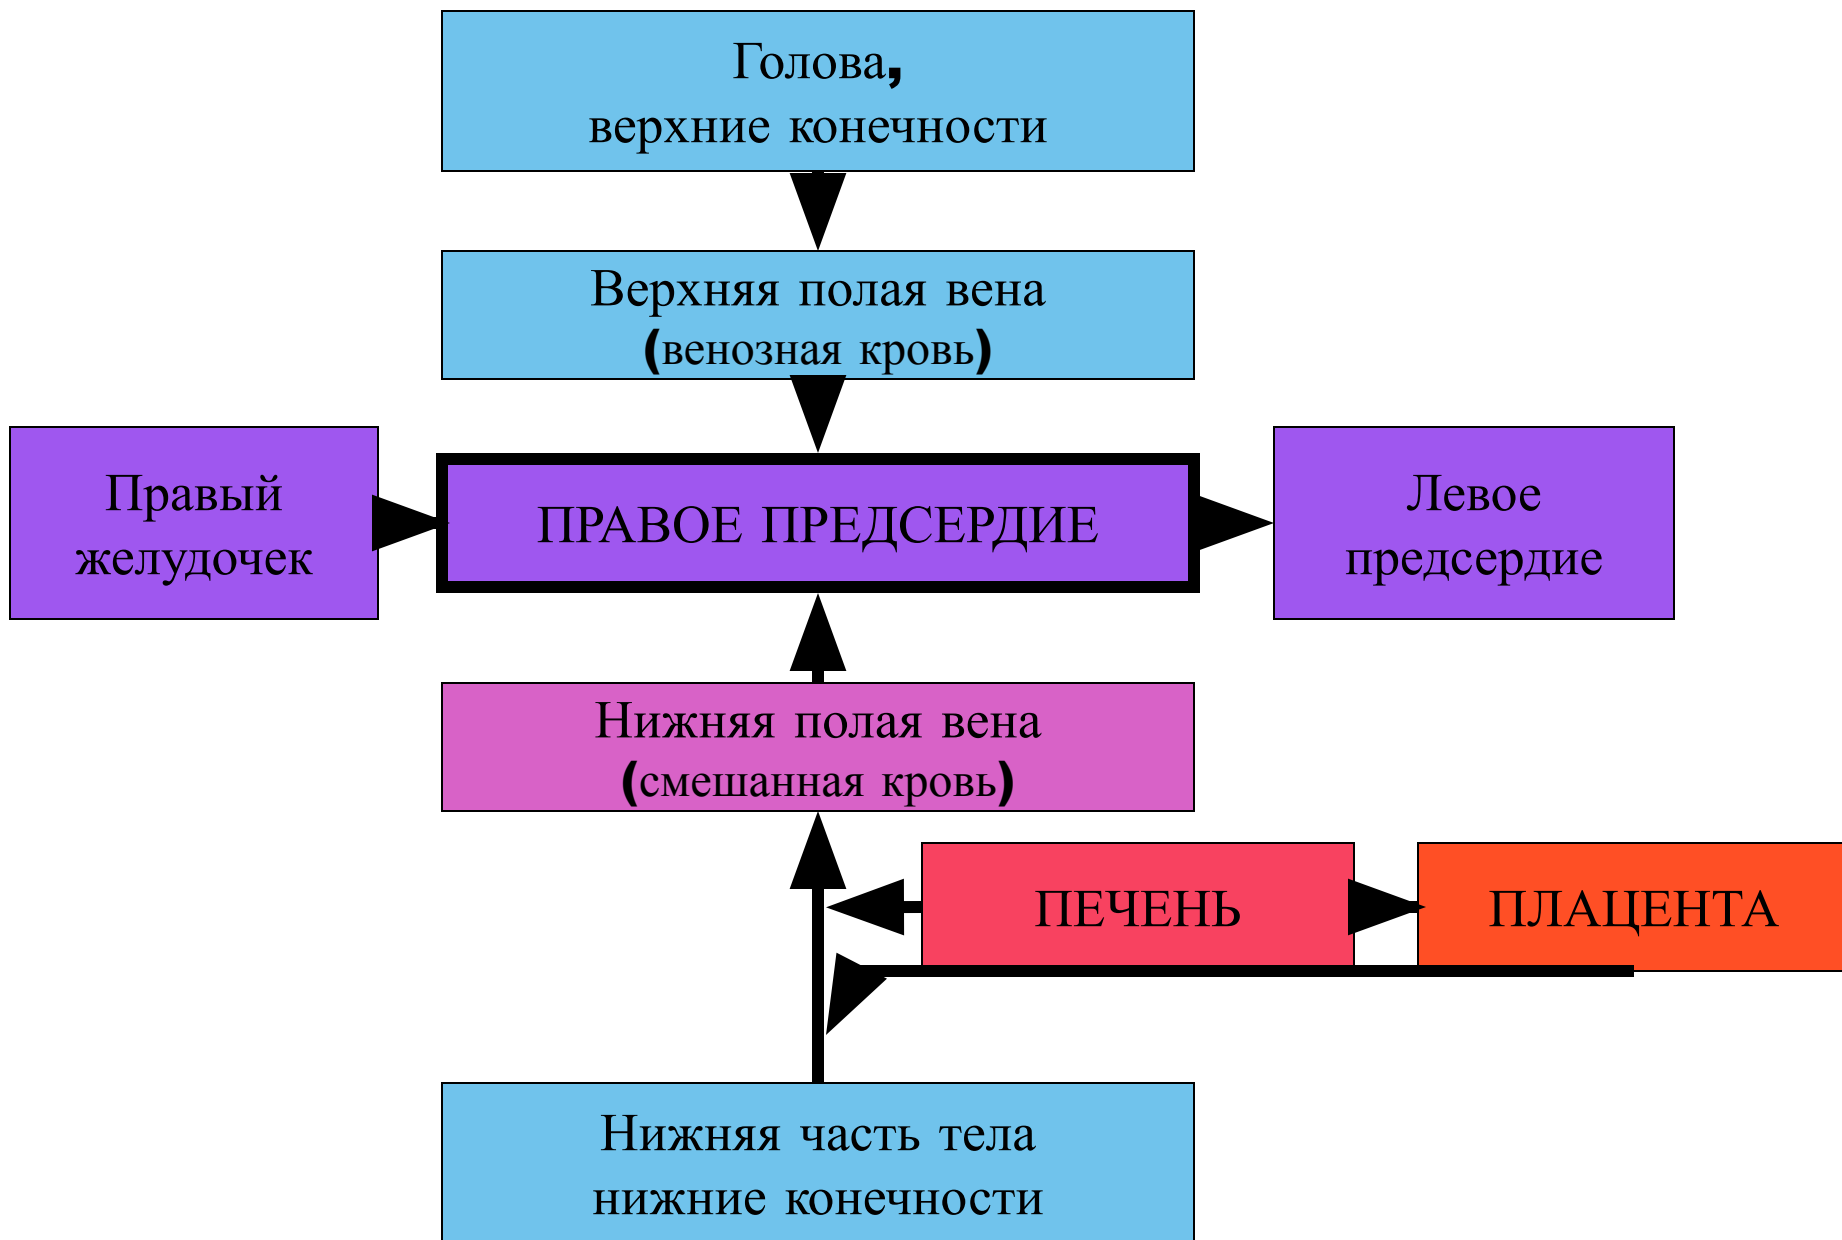 Голова,
верхние конечности
Верхняя полая вена
(венозная кровь)
Правый
желудочек
ПРАВОЕ ПРЕДСЕРДИЕ
Левое
предсердие
Нижняя полая вена
(смешанная кровь)
ПЕЧЕНЬ
ПЛАЦЕНТА
Нижняя часть тела
нижние конечности